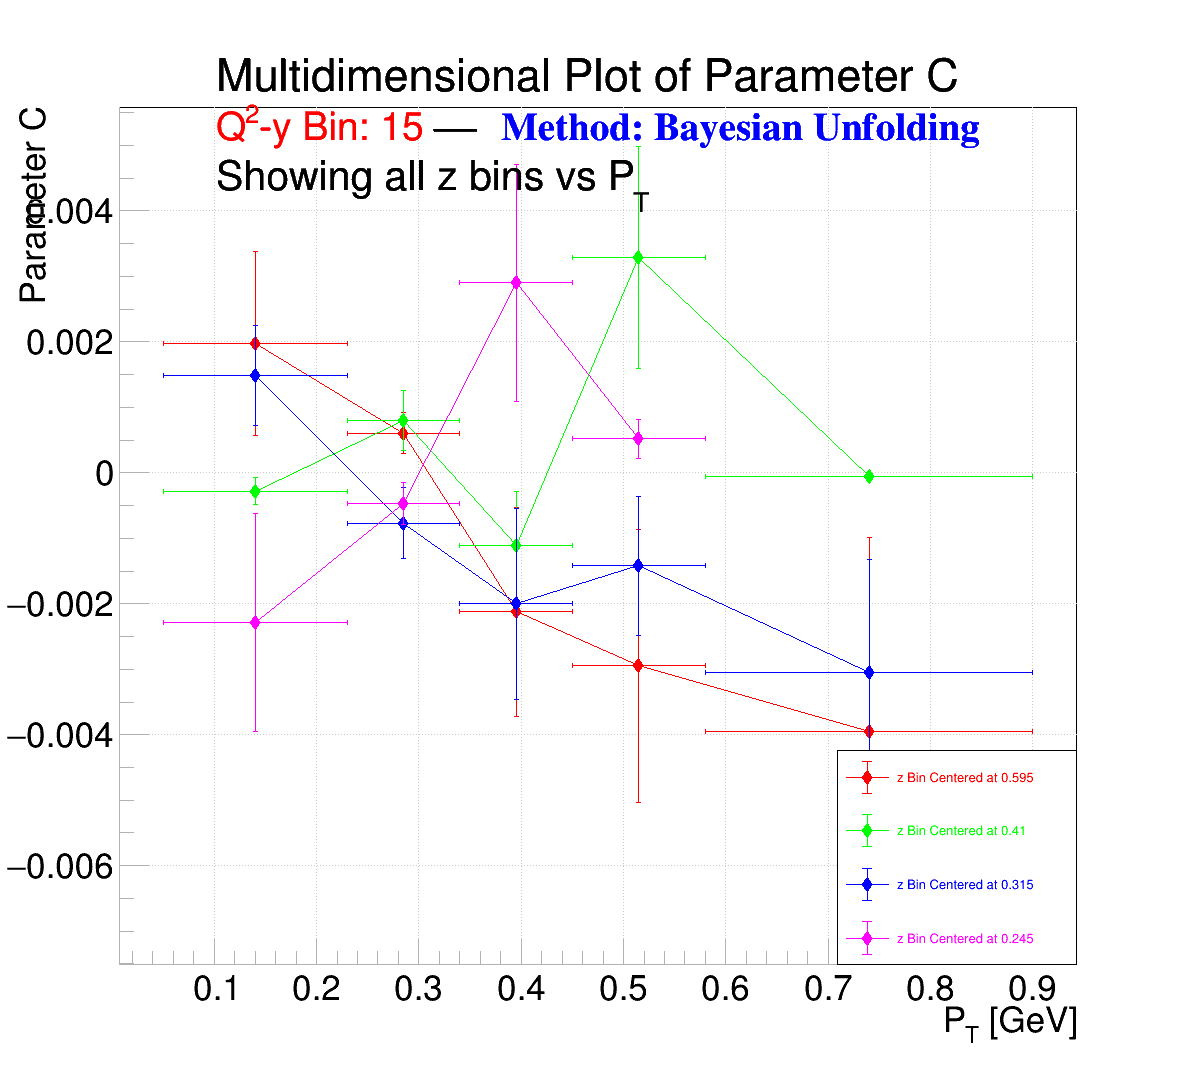 Multidimensional Plot of Parameter C
Q²-y Bin: 15 — Method: Bayesian Unfolding
Showing all z bins vs P_T
Parameter C
0.004
0.002
0
−0.002
−0.004
−0.006
z Bin Centered at 0.595
z Bin Centered at 0.41
z Bin Centered at 0.315
z Bin Centered at 0.245
0.1 0.2 0.3 0.4 0.5 0.6 0.7 0.8 0.9
P_T [GeV]